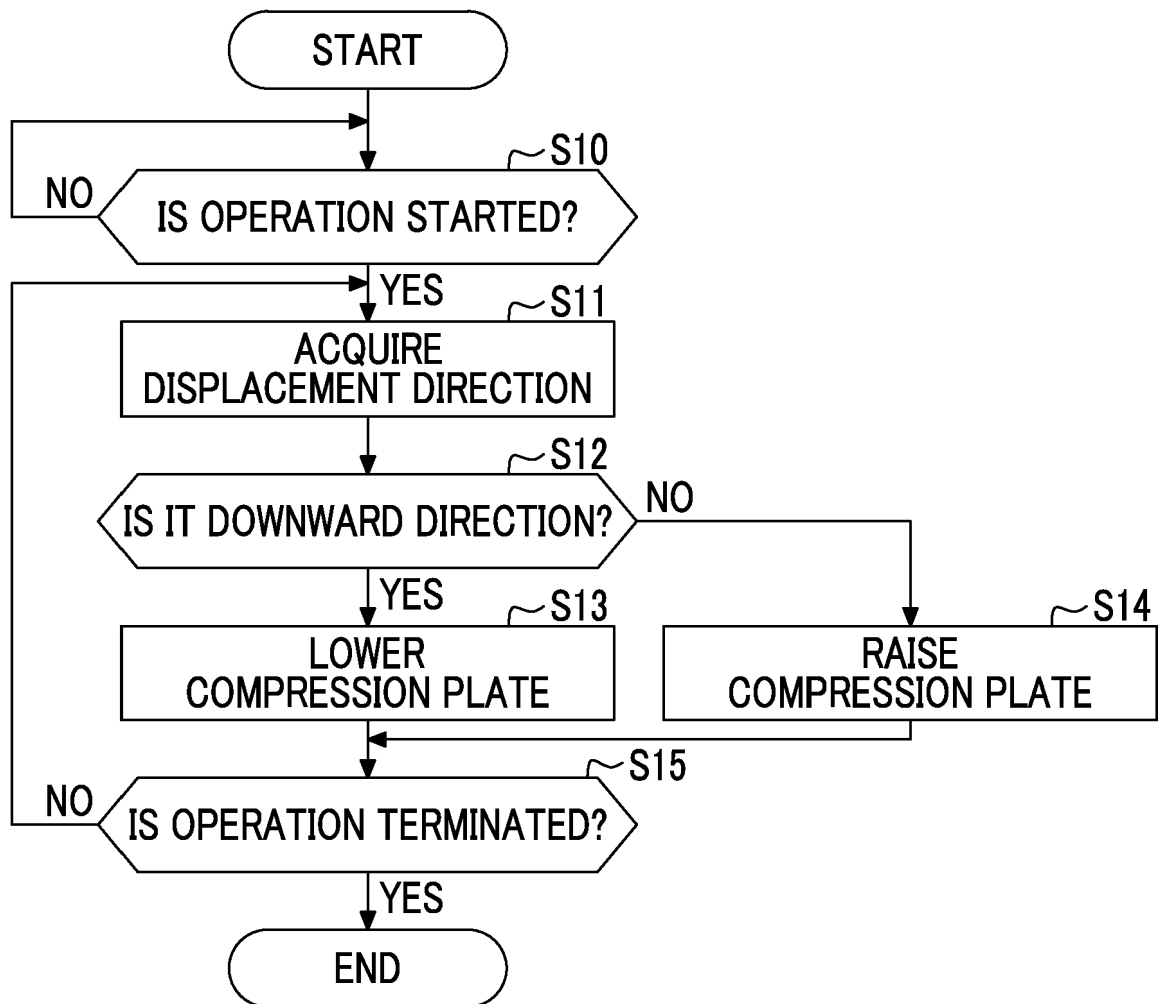 START
S10
NO
IS OPERATION STARTED?
YES
S11
ACQUIRE
DISPLACEMENT DIRECTION
S12
IS IT DOWNWARD DIRECTION?
NO
YES
S13
LOWER
COMPRESSION PLATE
S14
RAISE
COMPRESSION PLATE
S15
NO
IS OPERATION TERMINATED?
YES
END